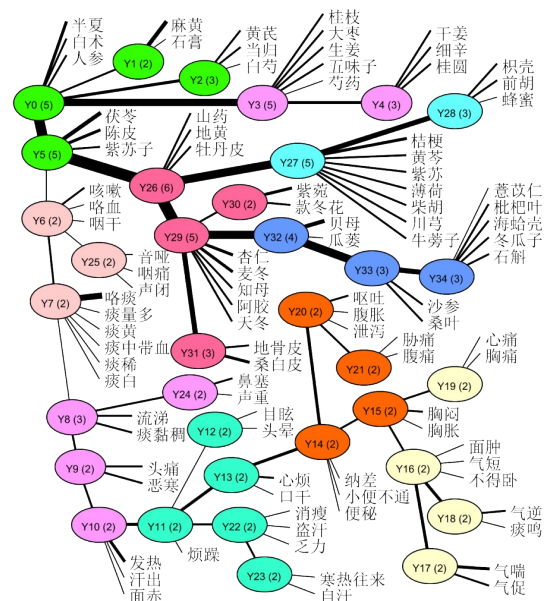 半夏
白术
人参
麻黄
石膏
Y1 (2)
黄芪
当归
白芍
Y2 (3)
桂枝
大枣
生姜
五味子
芍药
干姜
细辛
桂圆
枳壳
前胡
蜂蜜
Y0 (5)
Y3 (5)
Y4 (3)
Y28 (3)
茯苓
陈皮
紫苏子
Y5 (5)
山药
地黄
牡丹皮
Y26 (6)
Y27 (5)
桔梗
黄芩
紫苏
薄荷
柴胡
川芎
牛蒡子
咳嗽
咯血
咽干
Y6 (2)
紫菀
款冬花
Y30 (2)
薏苡仁
枇杷叶
海蛤壳
冬瓜子
石斛
Y29 (5)
Y32 (4)
贝母
瓜蒌
Y25 (2)
音哑
咽痛
声闭
杏仁
麦冬
知母
阿胶
天冬
Y33 (3)
Y34 (3)
沙参
桑叶
Y7 (2)
咯痰
痰量多
痰黄
痰中带血
痰稀
痰白
Y20 (2)
呕吐
腹胀
泄泻
Y31 (3)
地骨皮
桑白皮
胁痛
腹痛
Y21 (2)
心痛
胸痛
Y19 (2)
Y24 (2)
鼻塞
声重
Y8 (3)
流涕
痰黏稠
目眩
头晕
Y12 (2)
Y15 (2)
胸闷
胸胀
Y14 (2)
Y9 (2)
头痛
恶寒
Y13 (2)
心烦
口干
纳差
小便不通
便秘
Y16 (2)
面肿
气短
不得卧
Y10 (2)
Y11 (2)
烦躁
Y22 (2)
消瘦
盗汗
乏力
Y18 (2)
气逆
痰鸣
发热
汗出
面赤
Y23 (2)
寒热往来
自汗
Y17 (2)
气喘
气促